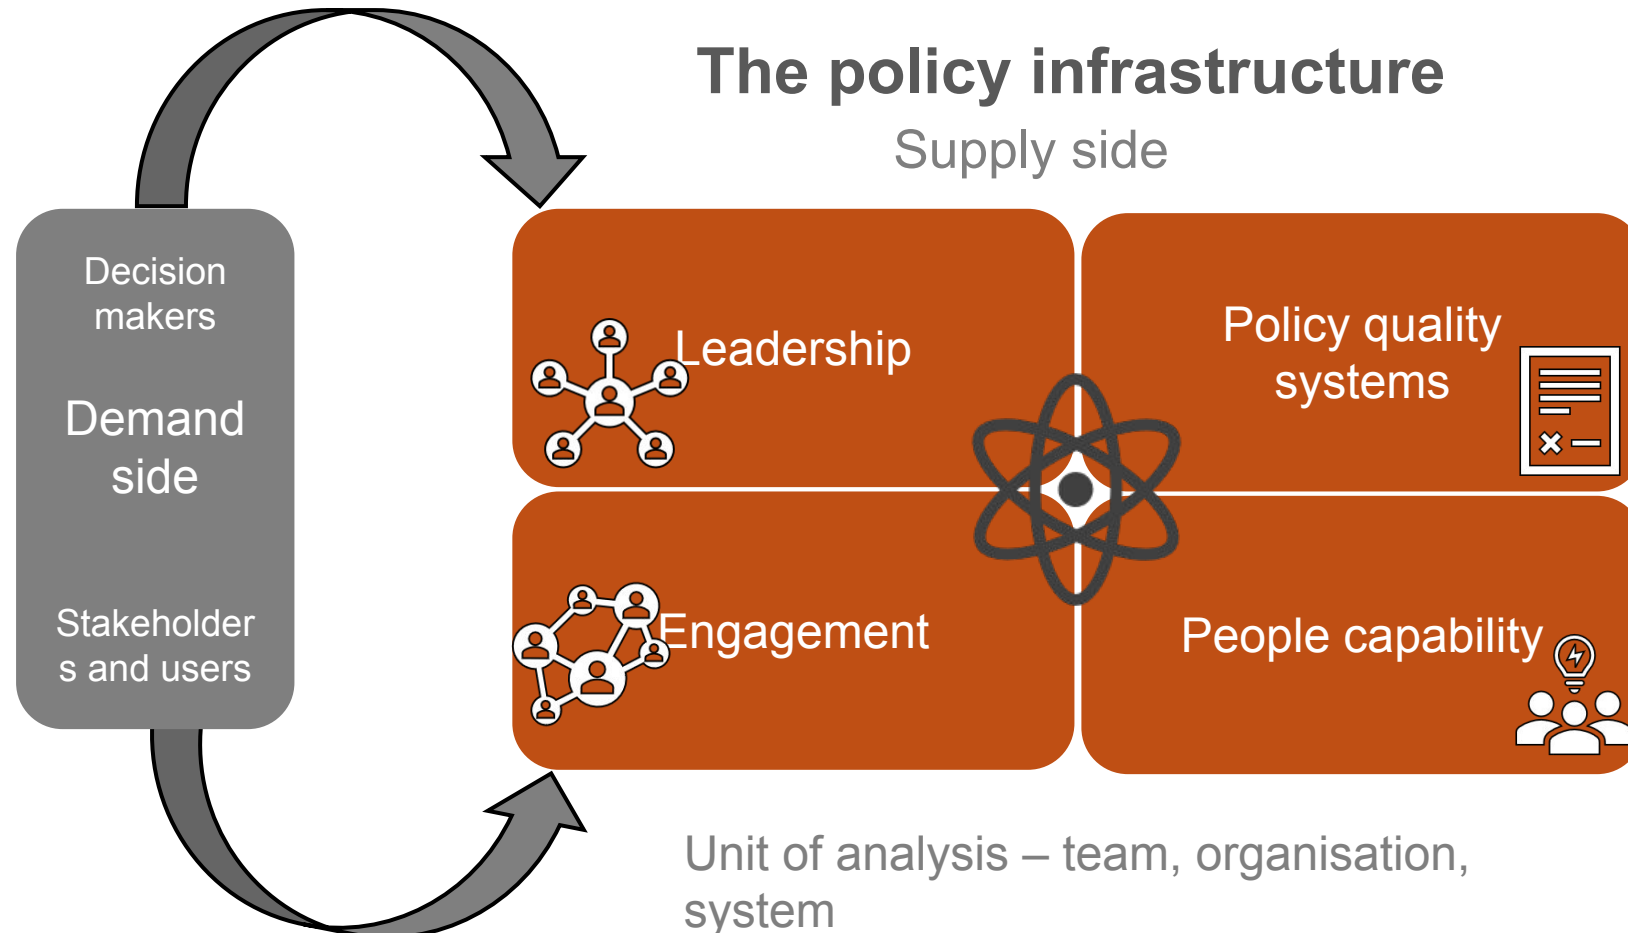 The policy infrastructure
Supply side
Decision
makers
Demand
side
Stakeholder
s and users
Leadership
Policy quality
systems
Engagement
People capability
Unit of analysis – team, organisation,
system